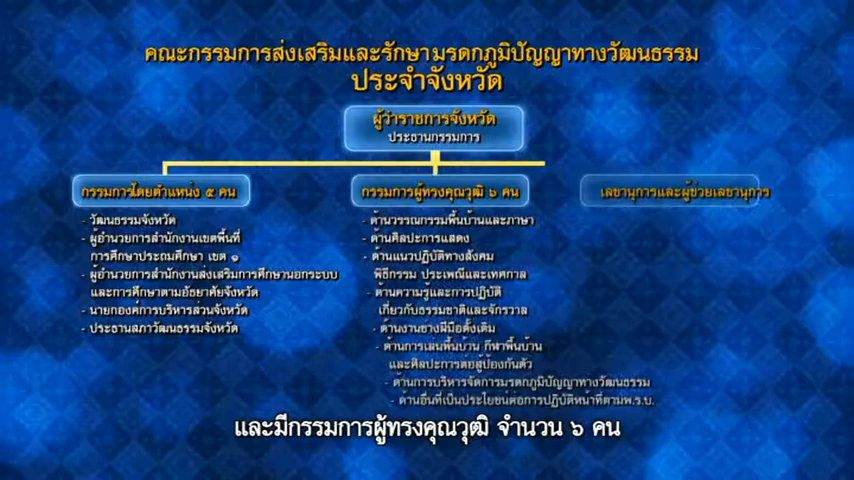 คณะกรรมการส่งเสริมและรักษามรดกภูมิปัญญาทางวัฒนธรรม
ประจำจังหวัด
ผู้ว่าราชการจังหวัด
ประธานกรรมการ
กรรมการโดยตำแหน่ง ๕ คน
- วัฒนธรรมจังหวัด
- ผู้อำนวยการสำนักงานเขตพื้นที่
การศึกษาประถมศึกษา เขต ๑
- ผู้อำนวยการสำนักงานส่งเสริมการศึกษานอกระบบ
และการศึกษาตามอัธยาศัยจังหวัด
- นายกองค์การบริหารส่วนจังหวัด
- ประธานสภาวัฒนธรรมจังหวัด
กรรมการผู้ทรงคุณวุฒิ ๖ คน
- ด้านวรรณกรรมพื้นบ้านและภาษา
- ด้านศิลปะการแสดง
- ด้านแนวปฏิบัติทางสังคม
พิธีกรรม ประเพณีและเทศกาล
- ด้านความรู้และการปฏิบัติ
เกี่ยวกับธรรมชาติและจักรวาล
- ด้านงานช่างฝีมือดั้งเดิม
- ด้านการเล่นพื้นบ้าน กีฬาพื้นบ้าน
และศิลปะการต่อสู้ป้องกันตัว
- ด้านการบริหารจัดการมรดกภูมิปัญญาทางวัฒนธรรม
- ด้านอื่นที่เป็นประโยชน์ต่อการปฏิบัติหน้าที่ตามพ.ร.บ.
เลขานุการและผู้ช่วยเลขานุการ
และมีกรรมการผู้ทรงคุณวุฒิ จำนวน ๖ คน